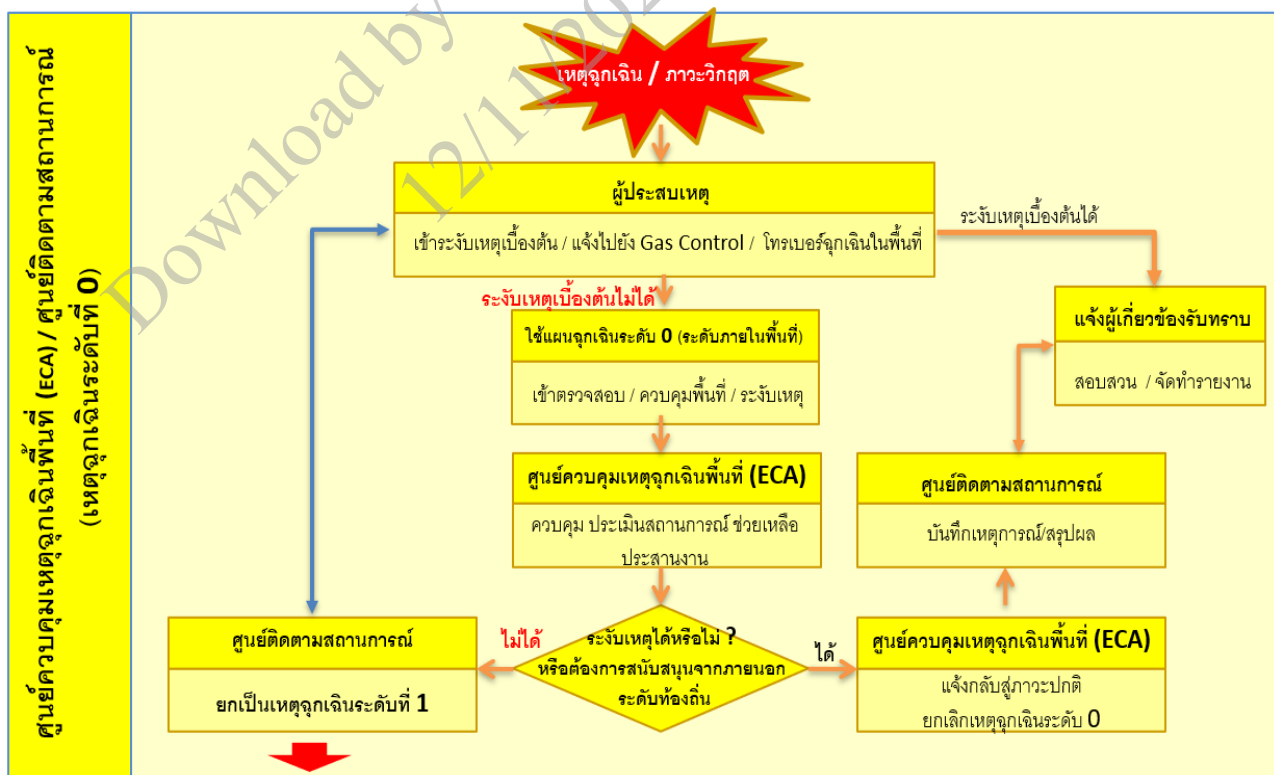 Download by
12/11/202
ศูนย์ควบคุมเหตุฉุกเฉินพื้นที่ (ECA) / ศูนย์ติดตามสถานการณ์
(เหตุฉุกเฉินระดับที่ 0)
เหตุฉุกเฉิน / ภาวะวิกฤต
ผู้ประสบเหตุ
เข้าระงับเหตุเบื้องต้น / แจ้งไปยัง Gas Control / โทรเบอร์ฉุกเฉินในพื้นที่
ระงับเหตุเบื้องต้นได้
ระงับเหตุเบื้องต้นไม่ได้
ใช้แผนฉุกเฉินระดับ 0 (ระดับภายในพื้นที่)
เข้าตรวจสอบ / ควบคุมพื้นที่ / ระงับเหตุ
แจ้งผู้เกี่ยวข้องรับทราบ
สอบสวน / จัดทำรายงาน
ศูนย์ควบคุมเหตุฉุกเฉินพื้นที่ (ECA)
ควบคุม ประเมินสถานการณ์ ช่วยเหลือ
ประสานงาน
ศูนย์ติดตามสถานการณ์
บันทึกเหตุการณ์/สรุปผล
ศูนย์ติดตามสถานการณ์
ยกเป็นเหตุฉุกเฉินระดับที่ 1
ไม่ได้
ระงับเหตุได้หรือไม่ ?
หรือต้องการสนับสนุนจากภายนอก
ระดับท้องถิ่น
ได้
ศูนย์ควบคุมเหตุฉุกเฉินพื้นที่ (ECA)
แจ้งกลับสู่ภาวะปกติ
ยกเลิกเหตุฉุกเฉินระดับ 0